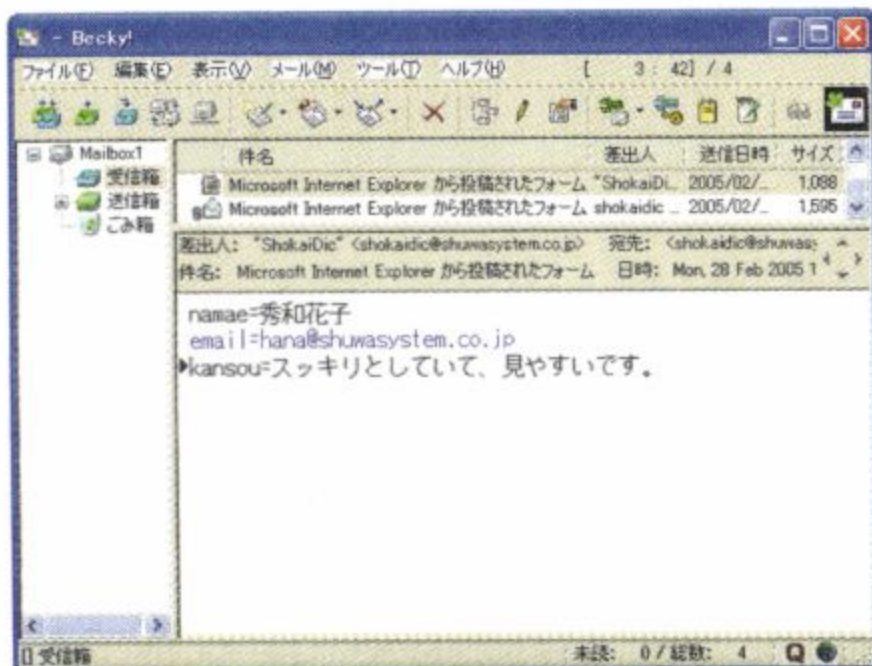 - Becky!
ファイル(F) 編集(E) 表示(V) メール(M) ツール(T) ヘルプ(H) [ 3 : 42] / 4
Mailbox1
受信箱
送信箱
ごみ箱
件名 差出人 送信日時 サイズ
Microsoft Internet Explorer から投稿されたフォーム "ShokaiDi... 2005/02/... 1,098
Microsoft Internet Explorer から投稿されたフォーム shokaidic ... 2005/02/... 1,595
差出人: "ShokaiDic" <shokaidic@shuwasystem.co.jp> 宛先: <shokaidic@shuwas
件名: Microsoft Internet Explorer から投稿されたフォーム 日時: Mon, 28 Feb 2005 1
namae=秀和花子
email=hana@shuwasystem.co.jp
kansou=スッキリとしていて、見やすいです。
受信箱 未読: 0 / 総数: 4 Q